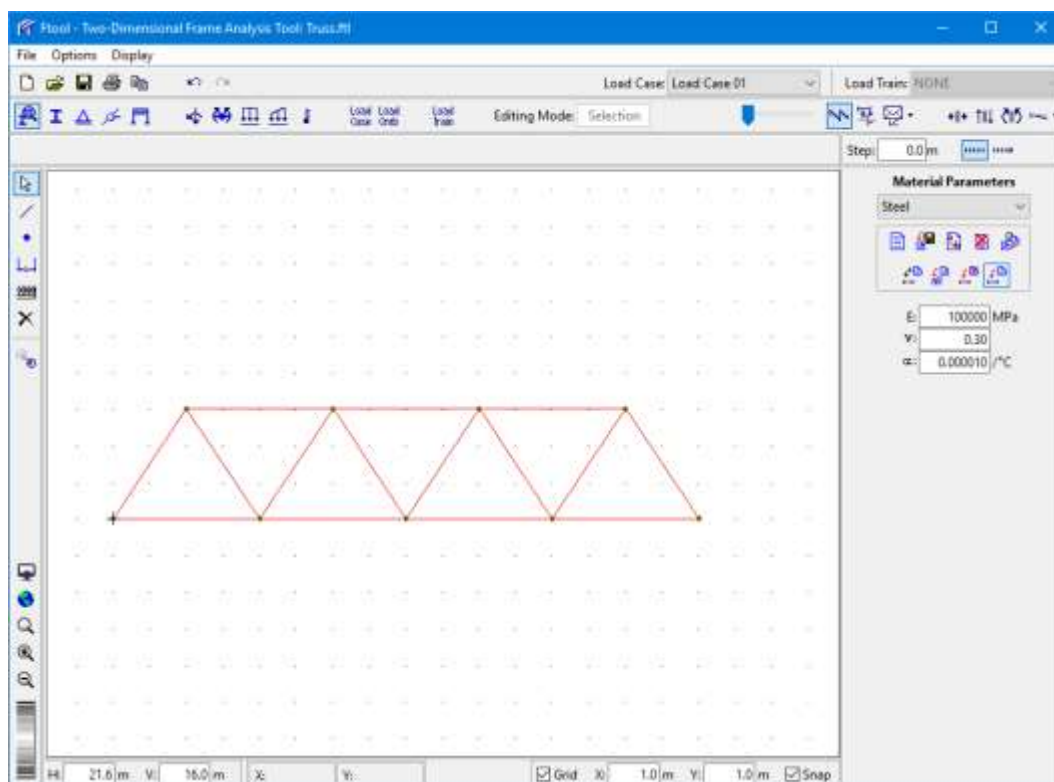 Ftool - Two-Dimensional Frame Analysis Tool: Truss.ftl
File Options Display
Load Case: Load Case 01 Load Train: NONE
Load Case Load Comb Load Train Editing Mode: Selection
Step: 0.0 m
Material Parameters
Steel
E: 100000 MPa
ν: 0.30
α: 0.000010 /°C
H: 21.6 m V: 16.0 m X: Y: Grid X: 1.0 m Y: 1.0 m Snap